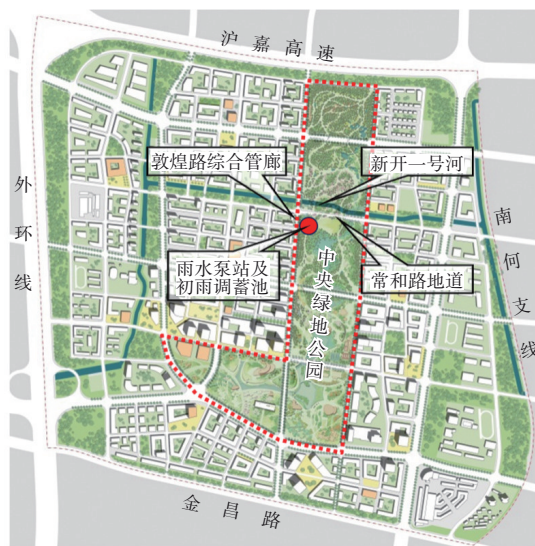 沪嘉高速
敦煌路综合管廊
新开一号河
外环线
南何支线
雨水泵站及
初雨调蓄池
常和路地道
中央绿地公园
金昌路